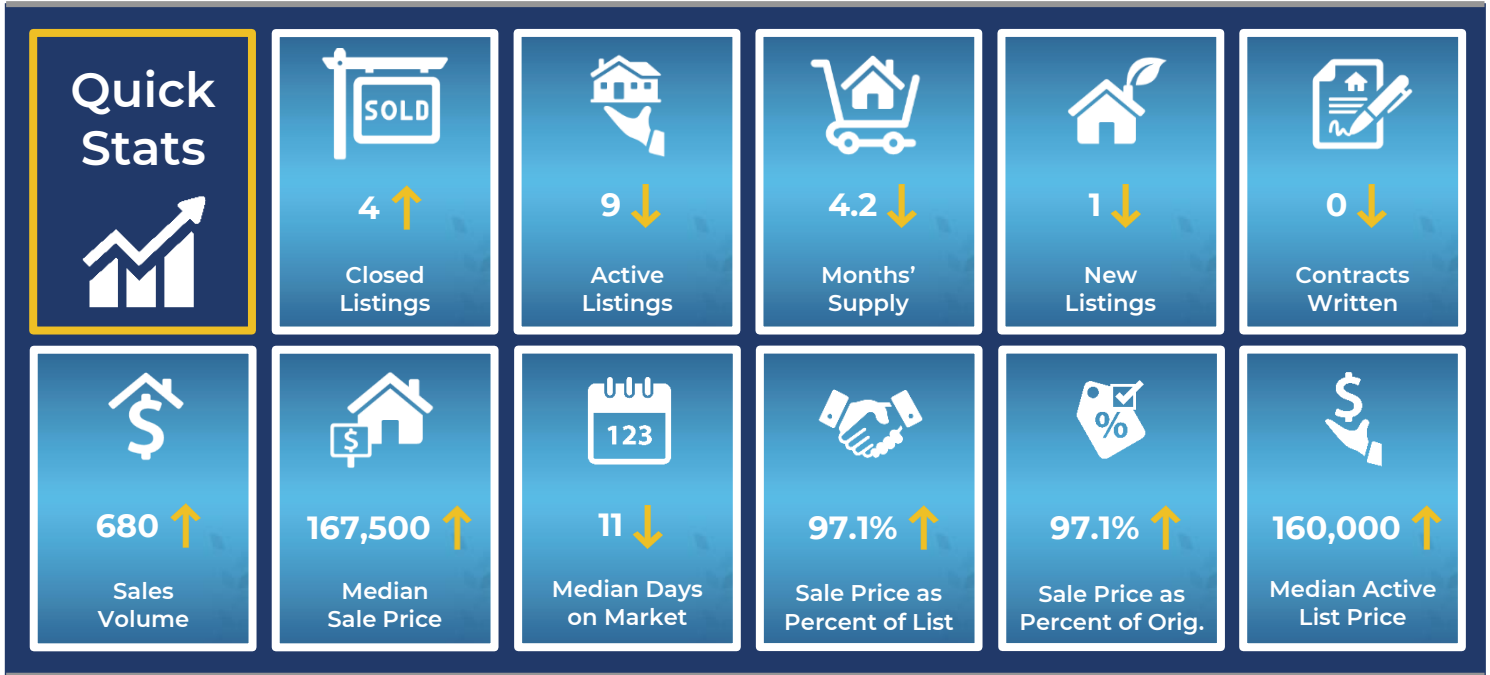 Quick
Stats
SOLD
4
Closed
Listings
9
Active
Listings
4.2
Months’
Supply
1
New
Listings
0
Contracts
Written
$
680
Sales
Volume
$
167,500
Median
Sale Price
123
11
Median Days
on Market
97.1%
Sale Price as
Percent of List
%
97.1%
Sale Price as
Percent of Orig.
$
160,000
Median Active
List Price